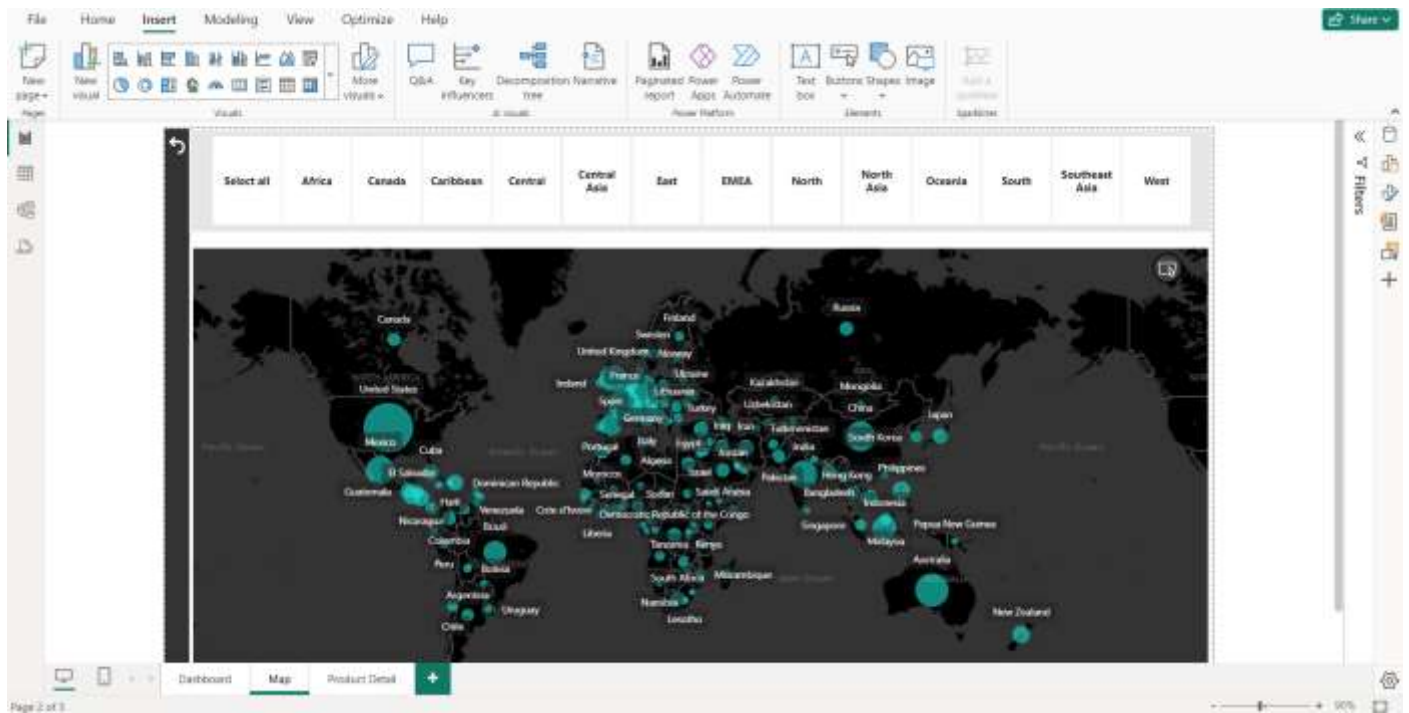 File Home Insert Modeling View Optimize Help Share
New page
New visual
More visuals
Q&A
Key influencers
Decomposition tree
Narrative
Paginated report
Power Apps
Power Automate
Text box
Buttons
Shapes
Image
Pages
Visuals
AI visuals
Power Platform
Elements
Sparklines
Filters
Select all
Africa
Canada
Caribbean
Central
Central Asia
East
EMEA
North
North Asia
Oceania
South
Southeast Asia
West
Canada
Finland
Russia
Sweden
United Kingdom
Norway
Ireland
France
Ukraine
United States
Lithuania
Kazakhstan
Mongolia
Spain
Turkey
Uzbekistan
China
Japan
Germany
Iraq
Iran
Turkmenistan
South Korea
Mexico
Cuba
Portugal
Italy
Egypt
India
El Salvador
Algeria
Israel
Pakistan
Hong Kong
Philippines
Guatemala
Dominican Republic
Morocco
Haiti
Senegal
Sudan
Saudi Arabia
Bangladesh
Indonesia
Nicaragua
Venezuela
Cote d'Ivoire
Democratic Republic of the Congo
Brazil
Liberia
Singapore
Papua New Guinea
Colombia
Tanzania
Kenya
Malaysia
Peru
Bolivia
South Africa
Mozambique
Australia
Argentina
Uruguay
Namibia
New Zealand
Chile
Lesotho
Dashboard
Map
Product Detail
Page 2 of 3
90%